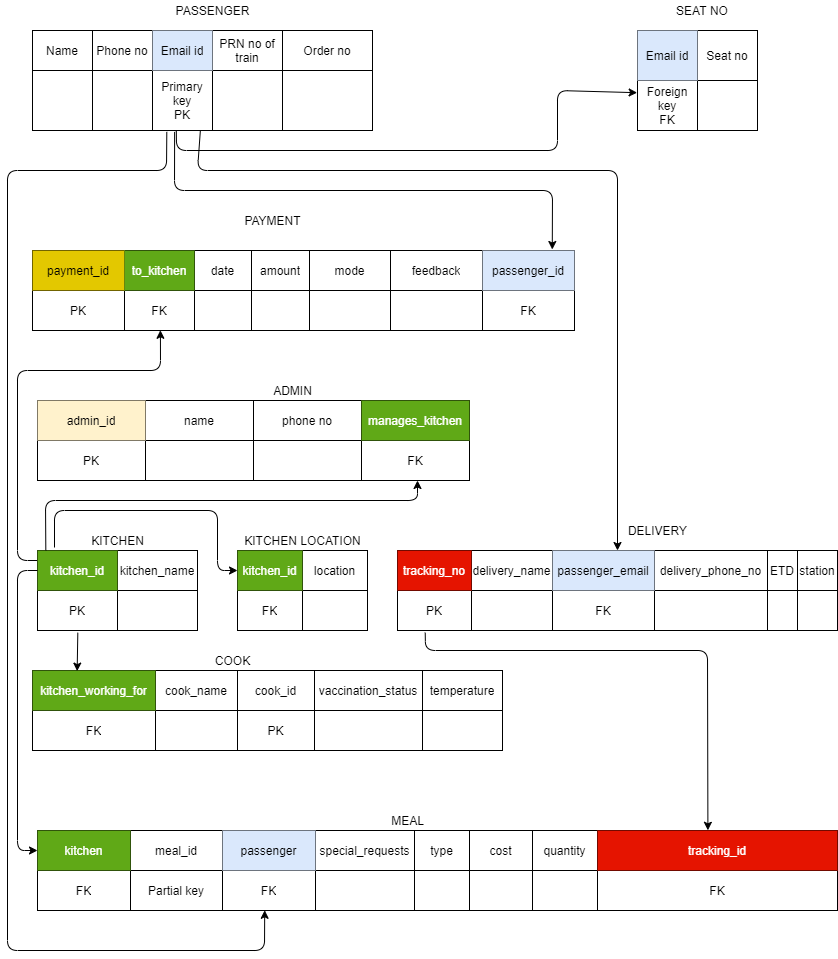 PASSENGER
SEAT NO
Name Phone no Email id PRN no of train Order no
Email id Seat no
Primary key PK
Foreign key FK
PAYMENT
payment_id to_kitchen date amount mode feedback passenger_id
PK FK FK
ADMIN
admin_id name phone no manages_kitchen
PK FK
KITCHEN
KITCHEN LOCATION
DELIVERY
kitchen_id kitchen_name
kitchen_id location
tracking_no delivery_name passenger_email delivery_phone_no ETD station
PK
FK
PK FK
COOK
kitchen_working_for cook_name cook_id vaccination_status temperature
FK PK
MEAL
kitchen meal_id passenger special_requests type cost quantity tracking_id
FK Partial key FK FK